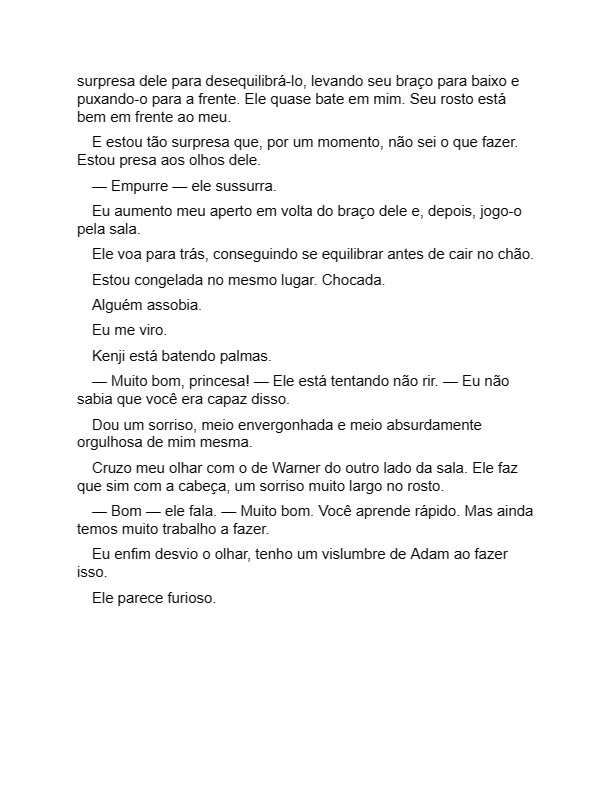 surpresa dele para desequilibrá-lo, levando seu braço para baixo e
puxando-o para a frente. Ele quase bate em mim. Seu rosto está
bem em frente ao meu.
E estou tão surpresa que, por um momento, não sei o que fazer.
Estou presa aos olhos dele.
— Empurre — ele sussurra.
Eu aumento meu aperto em volta do braço dele e, depois, jogo-o
pela sala.
Ele voa para trás, conseguindo se equilibrar antes de cair no chão.
Estou congelada no mesmo lugar. Chocada.
Alguém assobia.
Eu me viro.
Kenji está batendo palmas.
— Muito bom, princesa! — Ele está tentando não rir. — Eu não
sabia que você era capaz disso.
Dou um sorriso, meio envergonhada e meio absurdamente
orgulhosa de mim mesma.
Cruzo meu olhar com o de Warner do outro lado da sala. Ele faz
que sim com a cabeça, um sorriso muito largo no rosto.
— Bom — ele fala. — Muito bom. Você aprende rápido. Mas ainda
temos muito trabalho a fazer.
Eu enfim desvio o olhar, tenho um vislumbre de Adam ao fazer
isso.
Ele parece furioso.